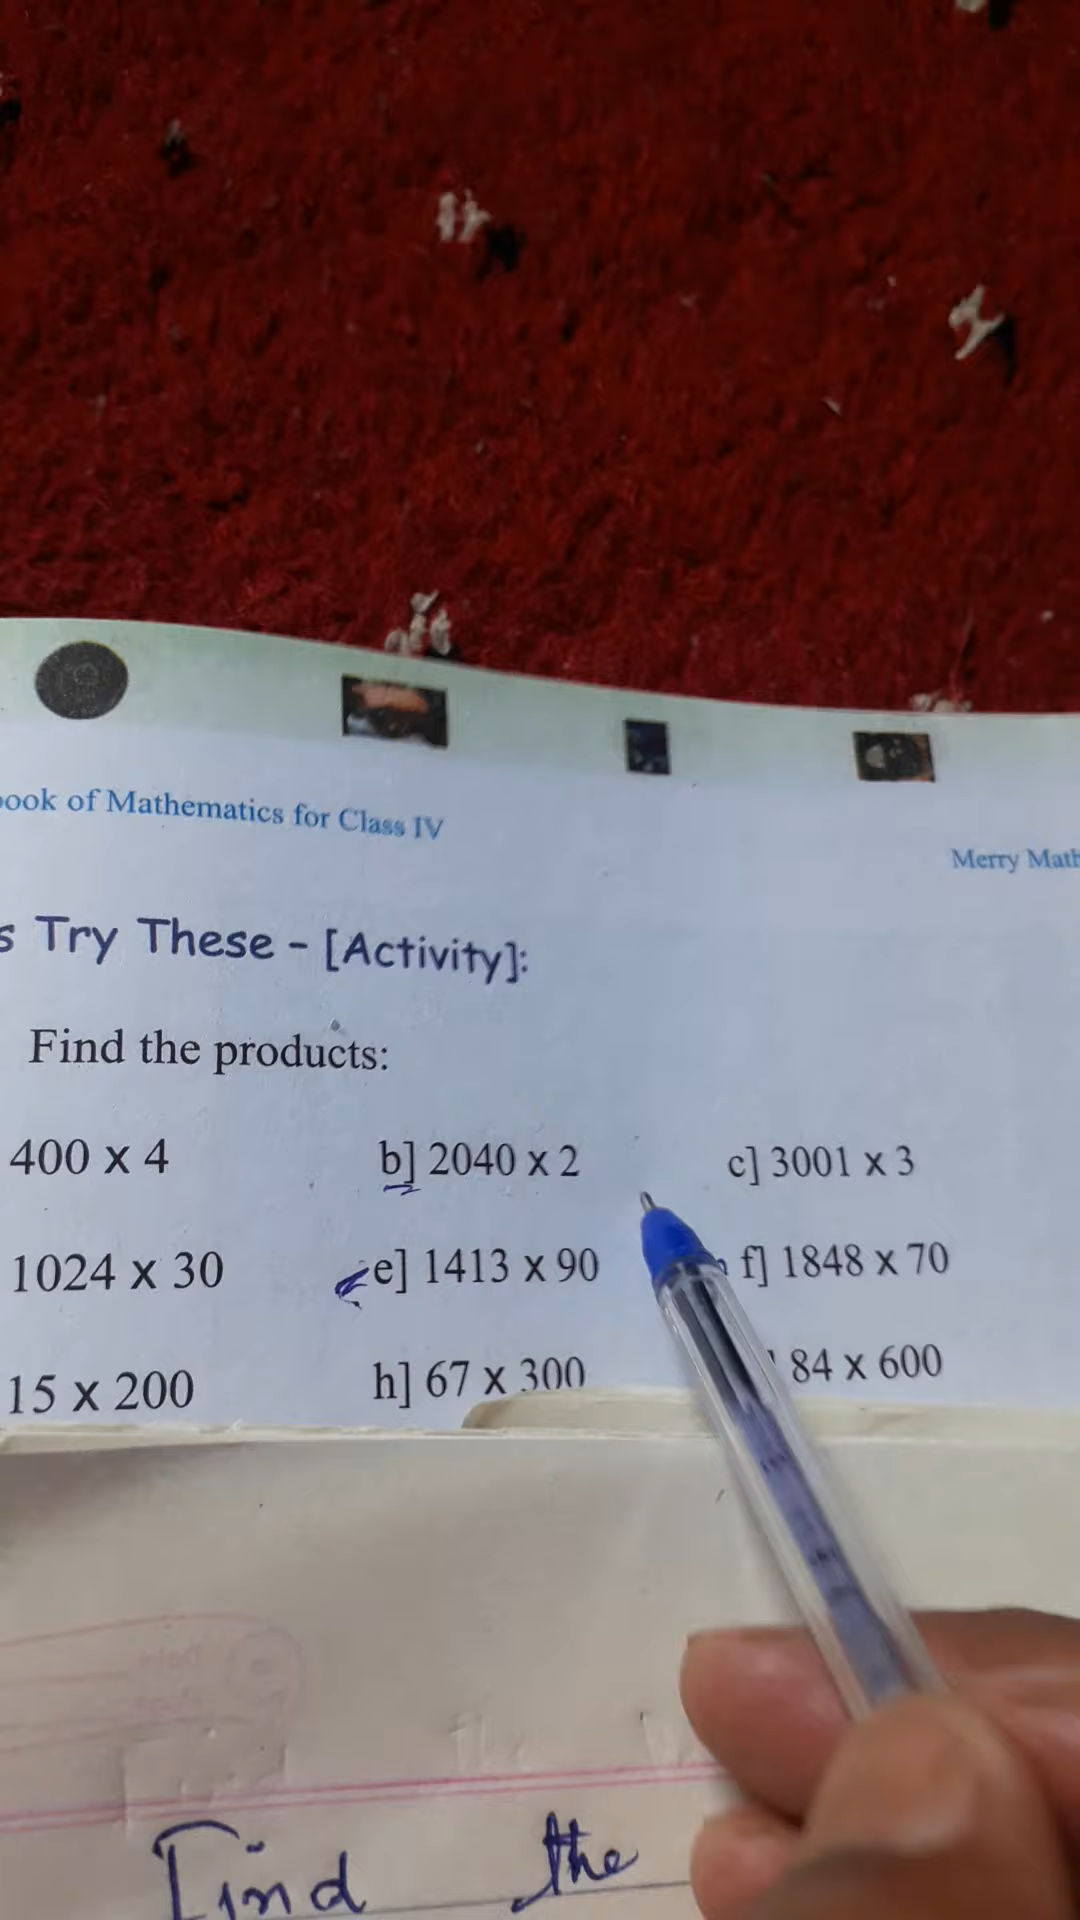 book of Mathematics for Class IV
Merry Math
s Try These - [Activity]:
Find the products:
400 x 4 b] 2040 x 2 c] 3001 x 3
1024 x 30 e] 1413 x 90 f] 1848 x 70
15 x 200 h] 67 x 300 84 x 600
Find the